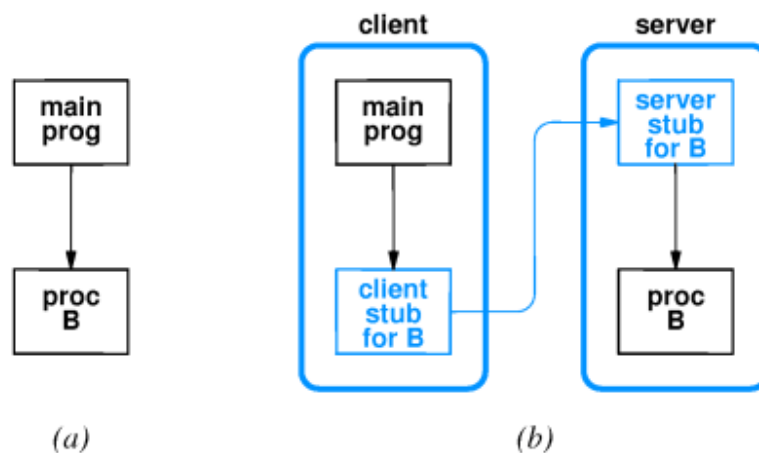 client
server
main
prog
proc
B
main
prog
client
stub
for B
server
stub
for B
proc
B
(a)
(b)